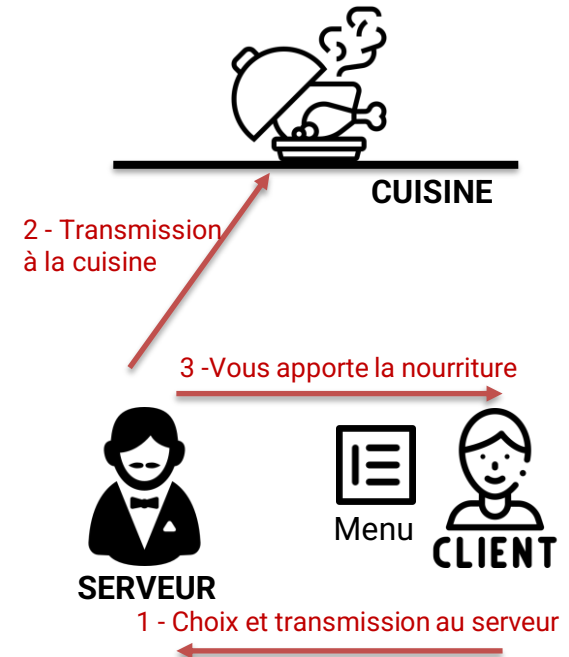 CUISINE
2 - Transmission
à la cuisine
3 -Vous apporte la nourriture
Menu
CLIENT
SERVEUR
1 - Choix et transmission au serveur